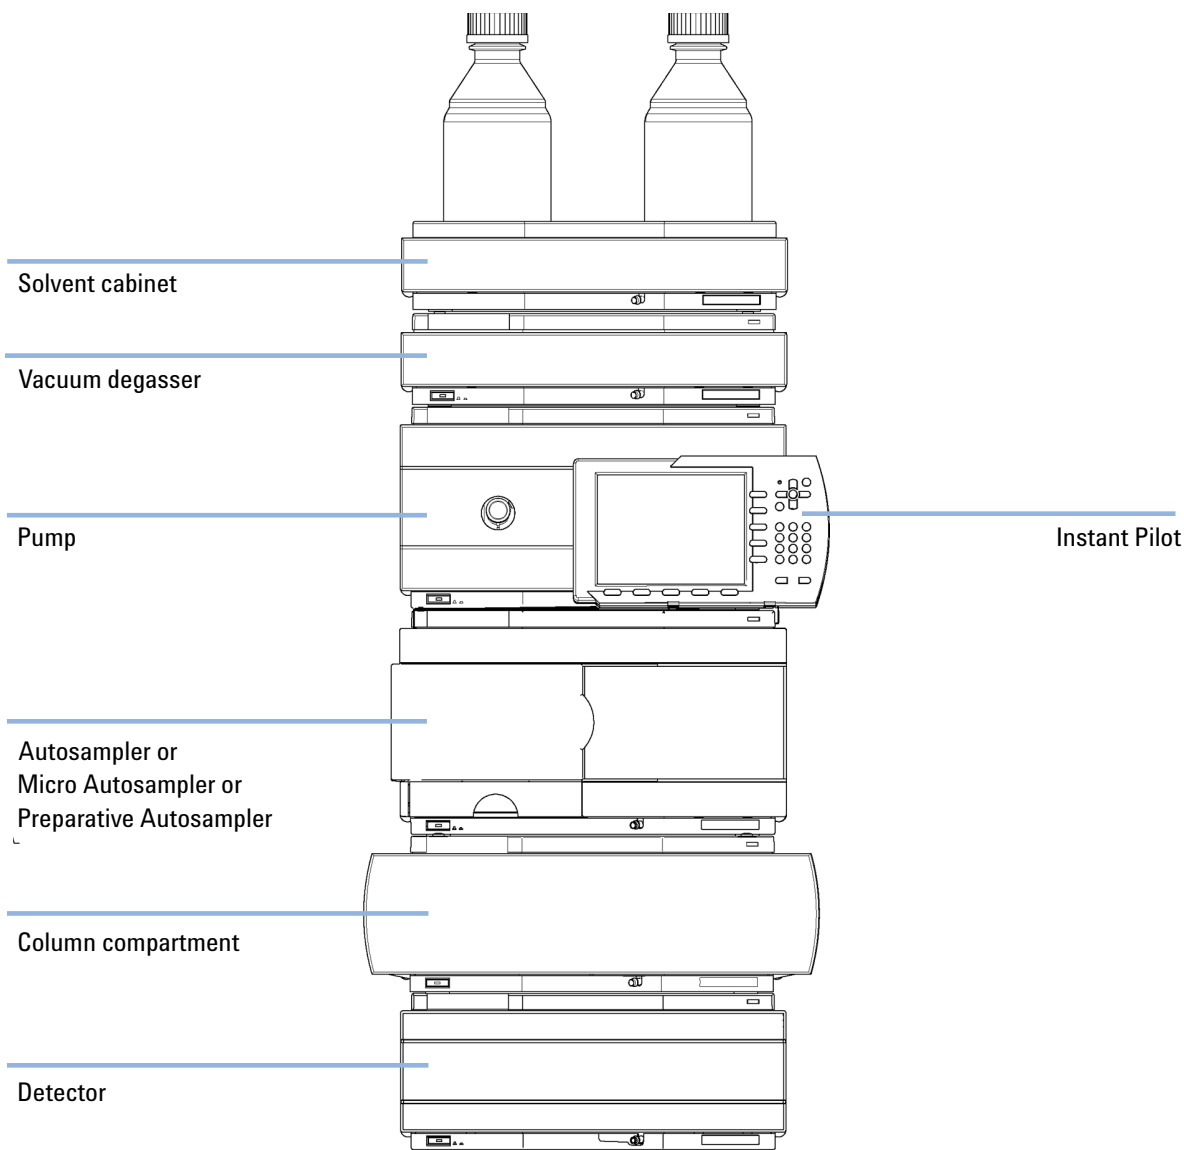 Solvent cabinet
Vacuum degasser
Pump
Instant Pilot
Autosampler or
Micro Autosampler or
Preparative Autosampler
Column compartment
Detector